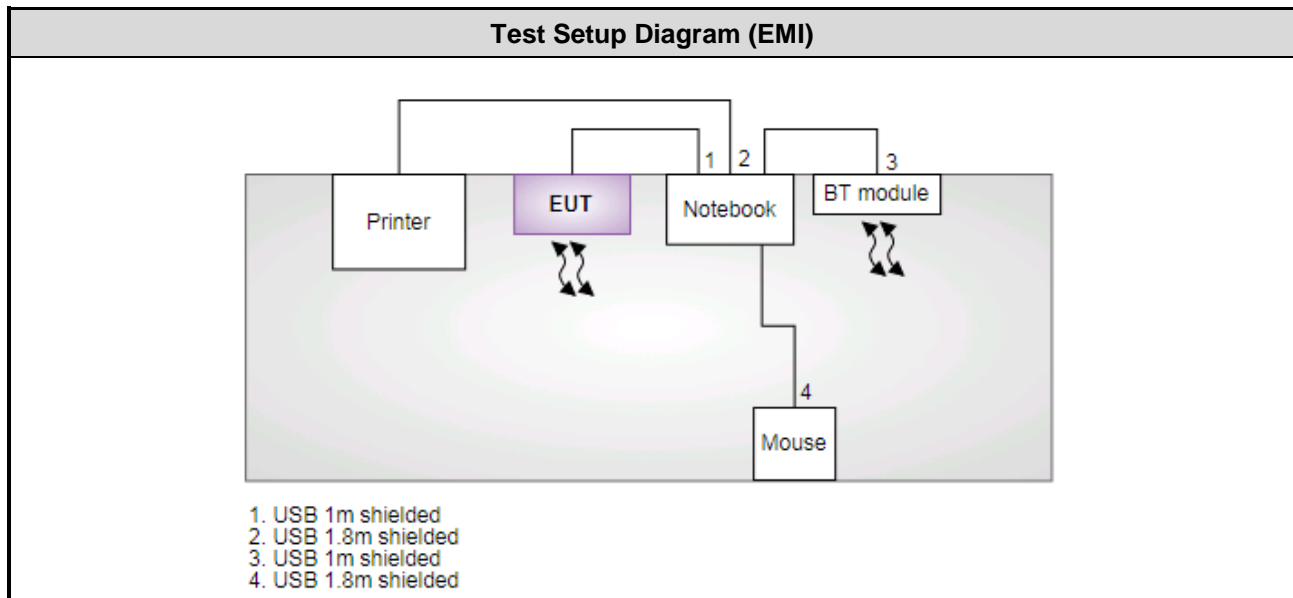 Test Setup Diagram (EMI)
1
2
3
Printer
EUT
Notebook
BT module
4
Mouse
1. USB 1m shielded
2. USB 1.8m shielded
3. USB 1m shielded
4. USB 1.8m shielded